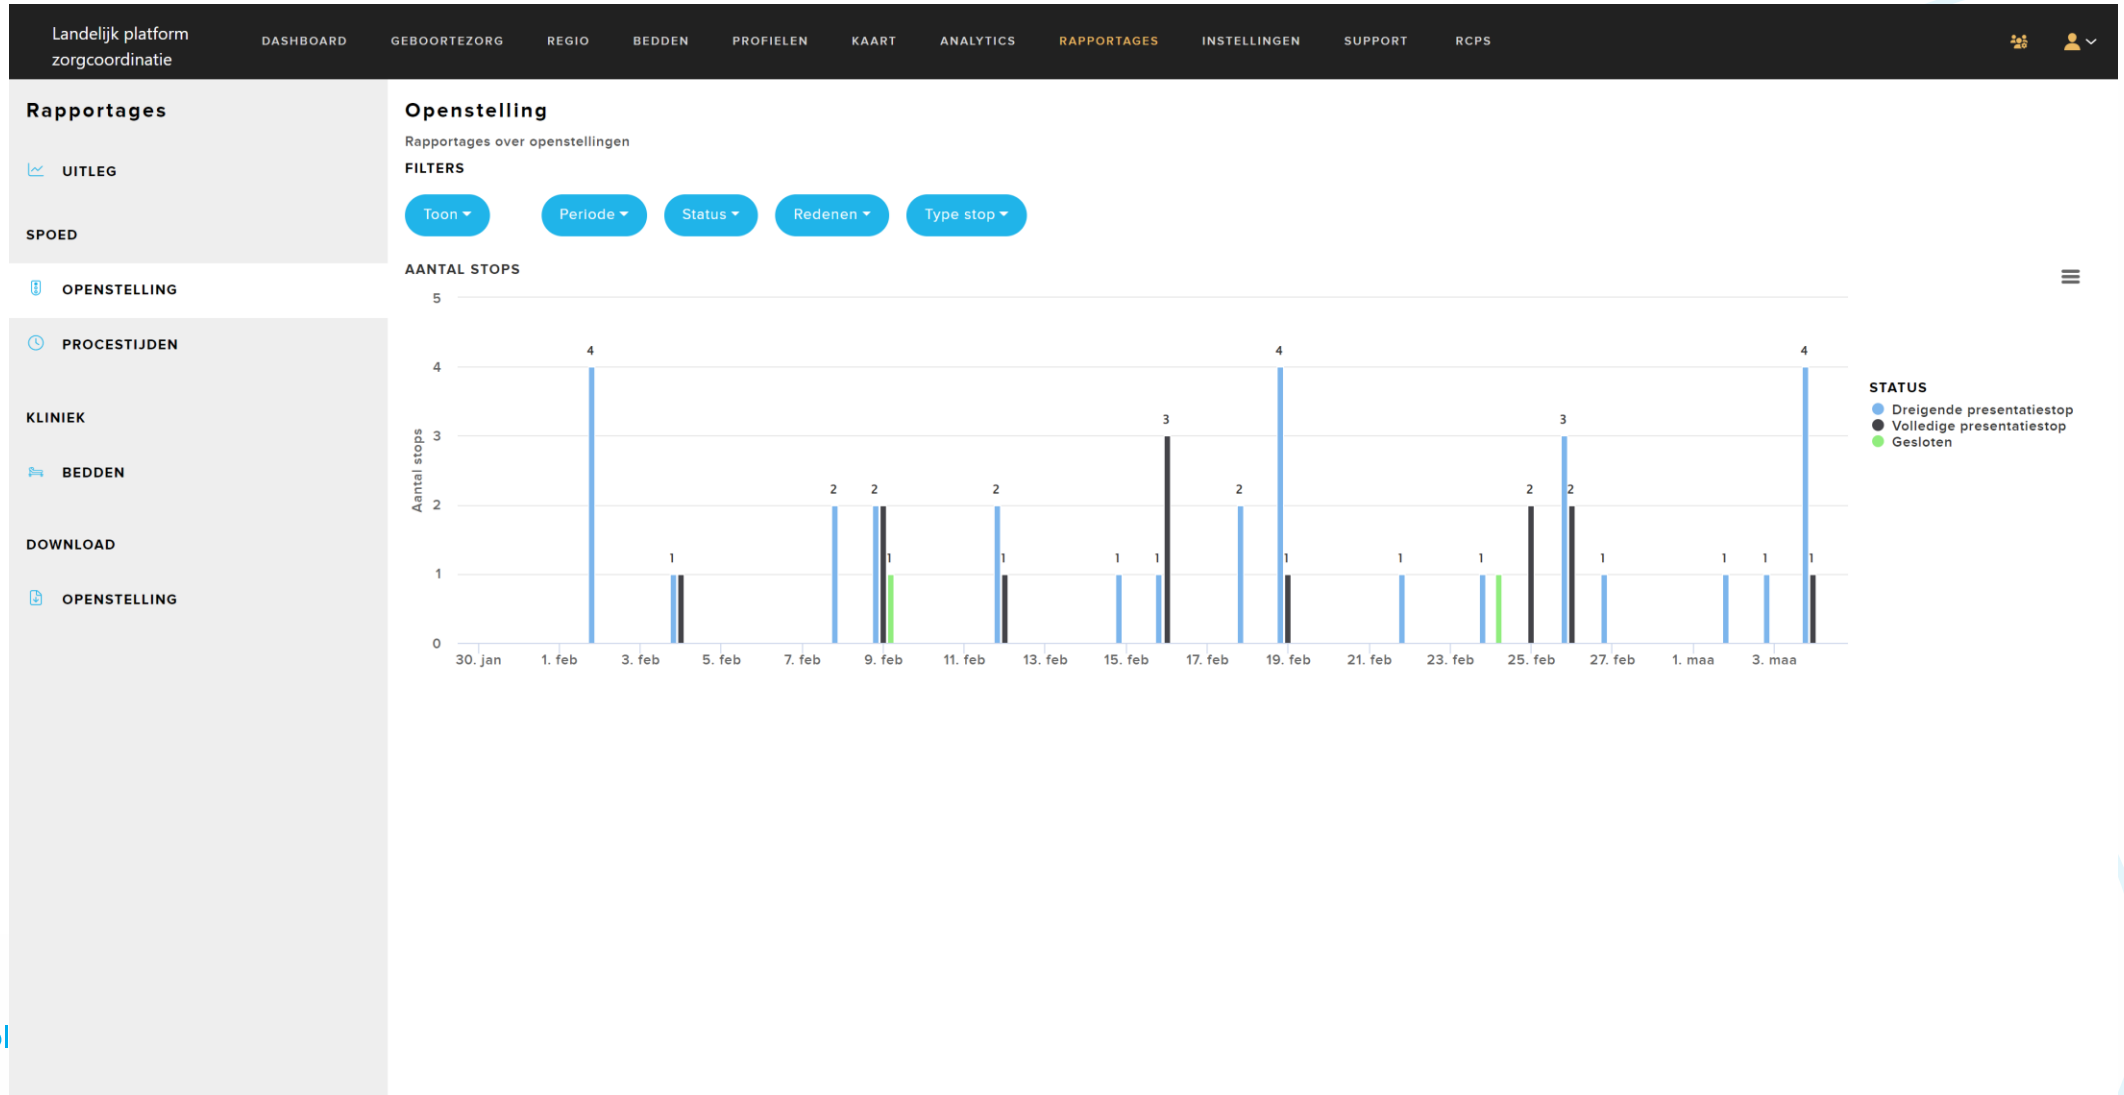 Landelijk platform
zorgcoordinatie
DASHBOARD GEBOORTEZORG REGIO BEDDEN PROFIELEN KAART ANALYTICS RAPPORTAGES INSTELLINGEN SUPPORT RCPS
Rapportages
UITLEG
SPOED
OPENSTELLING
PROCESTIJDEN
KLINIEK
BEDDEN
DOWNLOAD
OPENSTELLING
Openstelling
Rapportages over openstellingen
FILTERS
Toon Periode Status Redenen Type stop
AANTAL STOPS
Aantal stops
5
4
3
2
1
0
4 4 4
3 3
2 2 2 2 2 2
1 1 1 1 1 1 1 1 1 1 1 1
30. jan 1. feb 3. feb 5. feb 7. feb 9. feb 11. feb 13. feb 15. feb 17. feb 19. feb 21. feb 23. feb 25. feb 27. feb 1. maa 3. maa
STATUS
Dreigende presentatiestop
Volledige presentatiestop
Gesloten